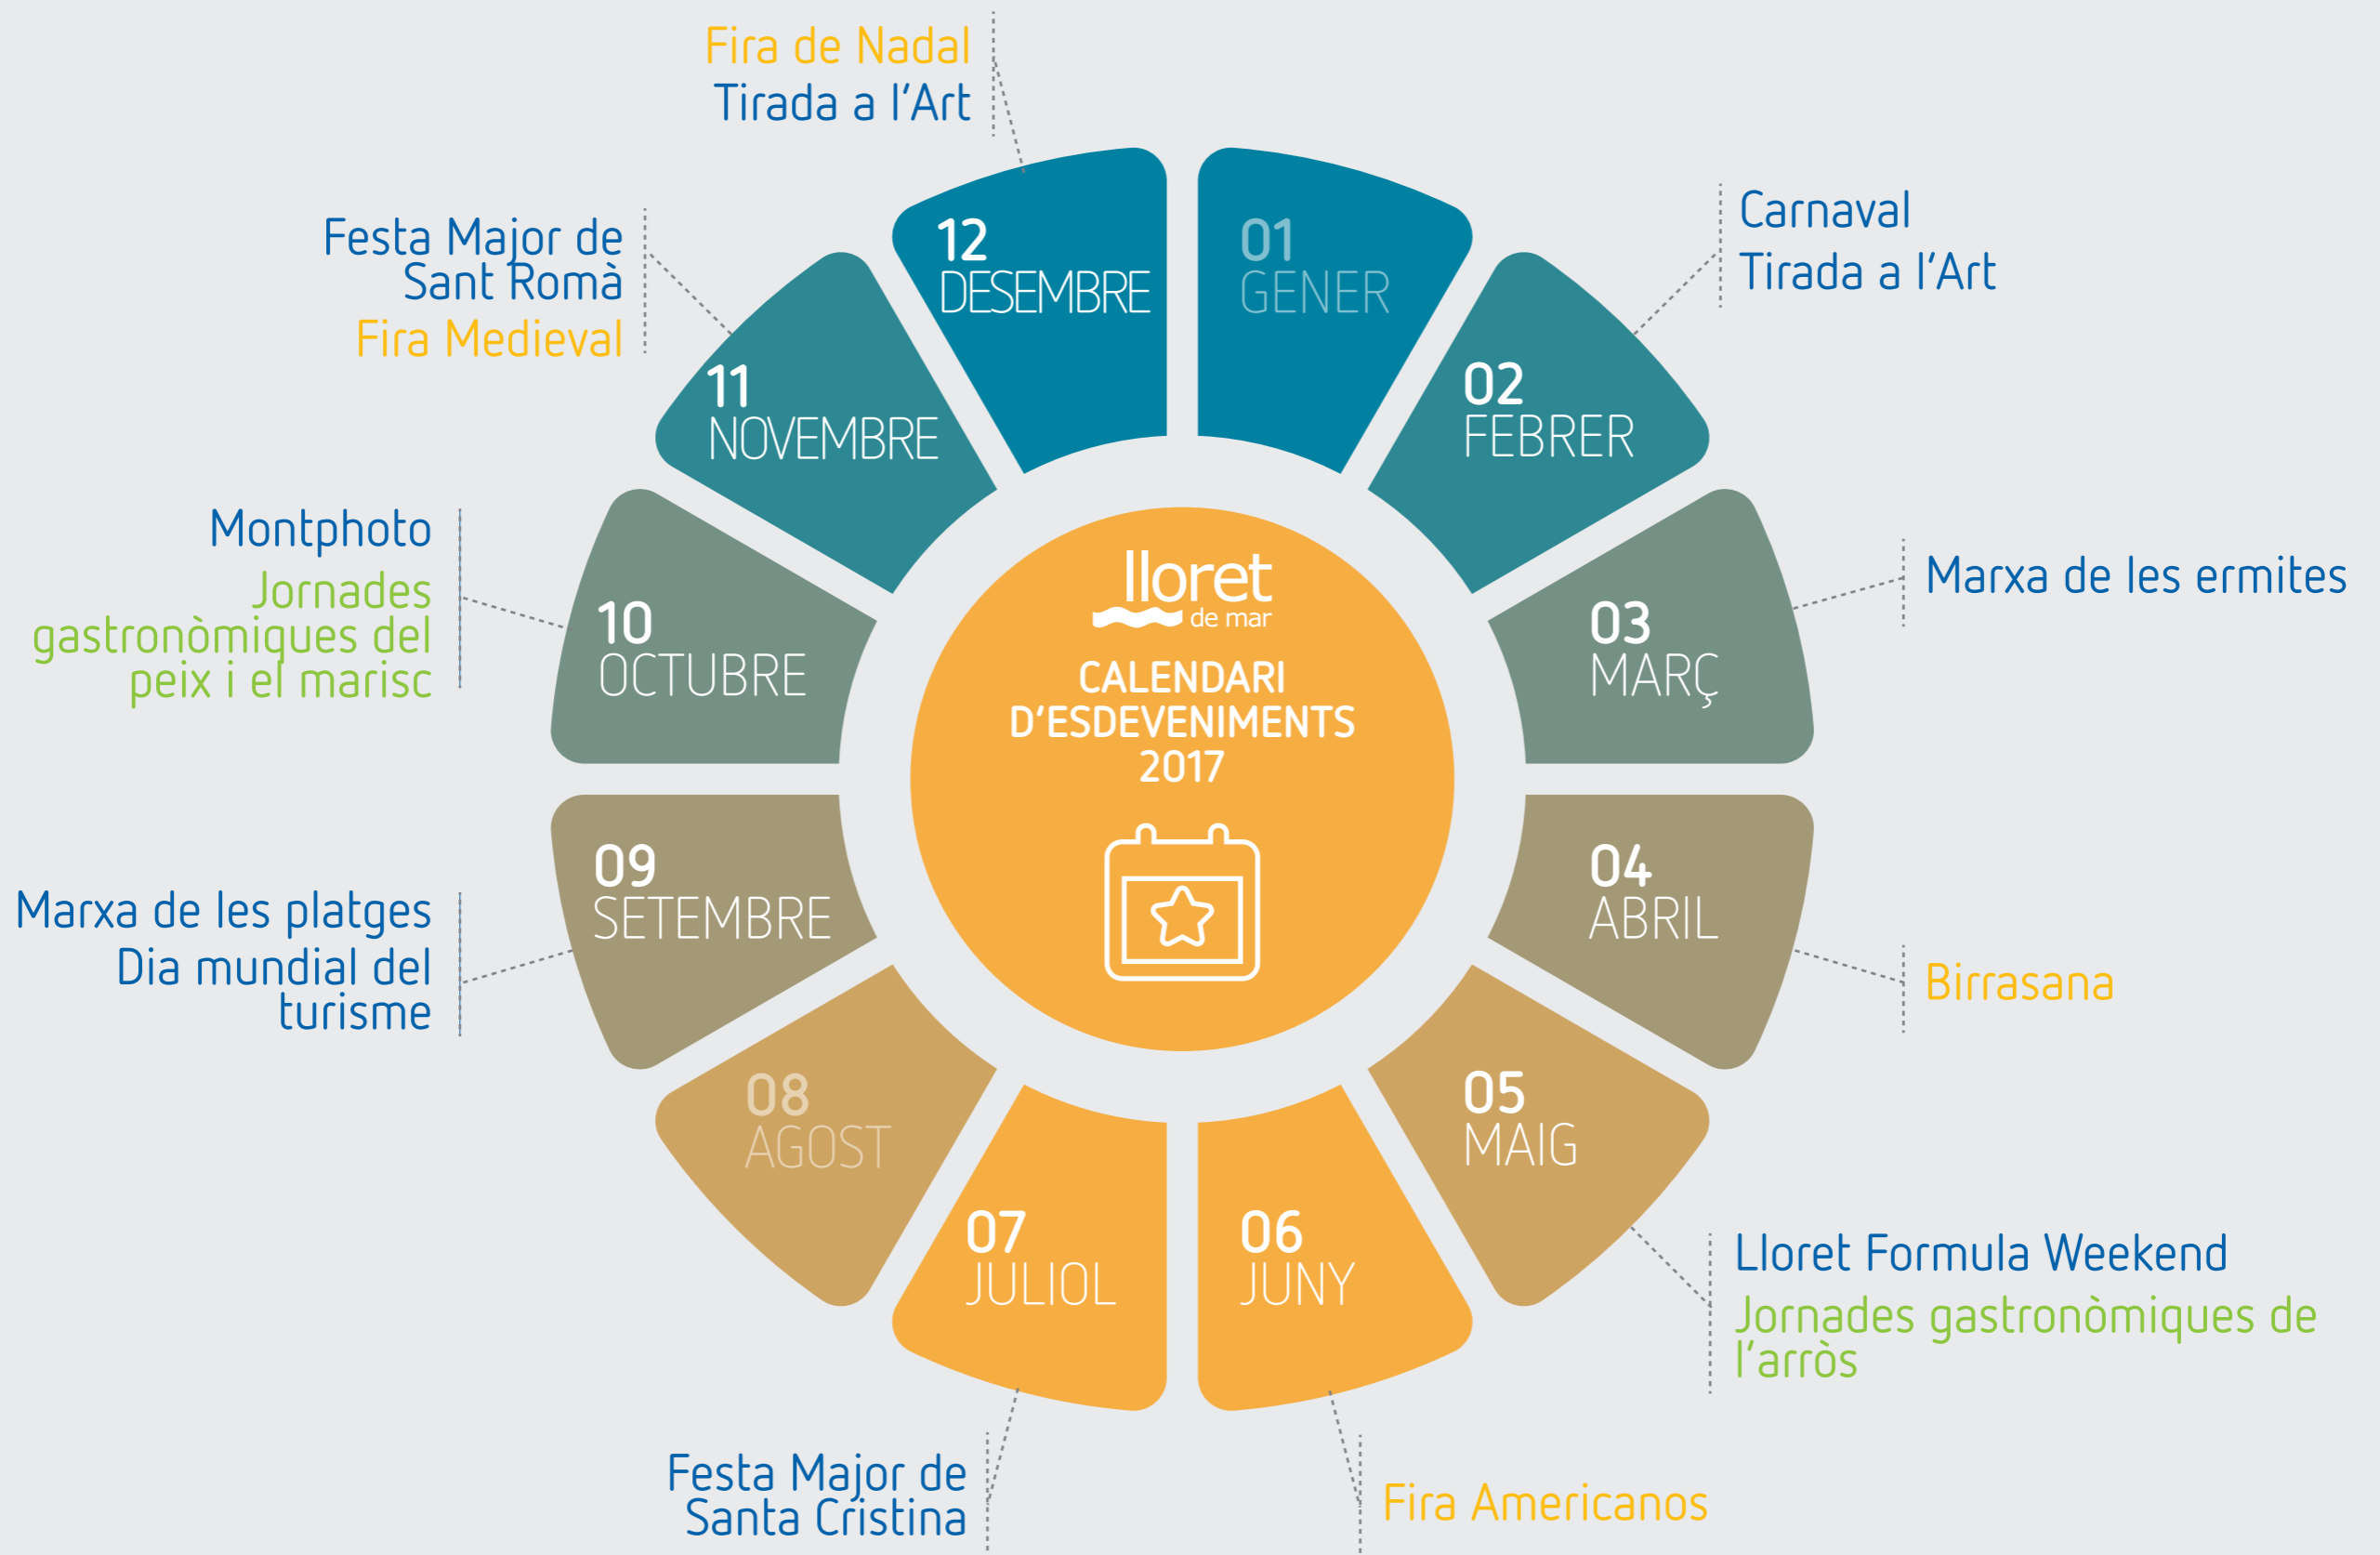 lloret
de mar
CALENDARI
D'ESDEVENIMENTS
2017
01
GENER
02
FEBRER
Carnaval
Tirada a l'Art
03
MARÇ
Marxa de les ermites
04
ABRIL
Birrasana
05
MAIG
Lloret Formula Weekend
Jornades gastronòmiques de
l'arròs
06
JUNY
Fira Americanos
07
JULIOL
Festa Major de
Santa Cristina
08
AGOST
09
SETEMBRE
Marxa de les platges
Dia mundial del
turisme
10
OCTUBRE
Montphoto
Jornades
gastronòmiques del
peix i el marisc
11
NOVEMBRE
Festa Major de
Sant Romà
Fira Medieval
12
DESEMBRE
Fira de Nadal
Tirada a l'Art